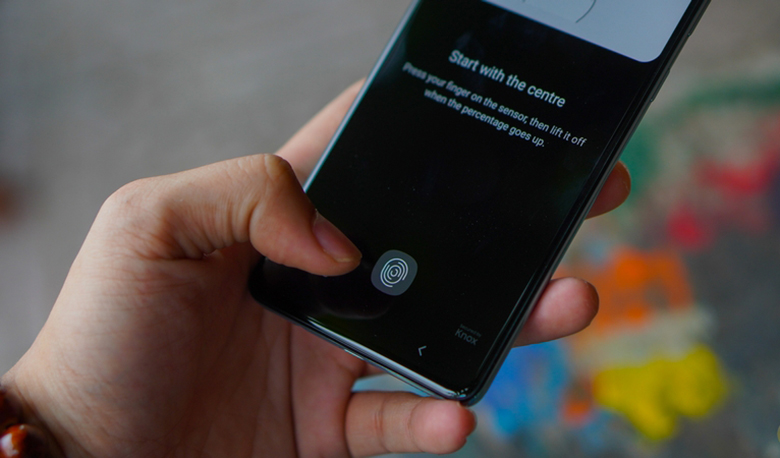 Start with the centre
Press your finger on the sensor, then lift it off
when the percentage goes up.
Knox